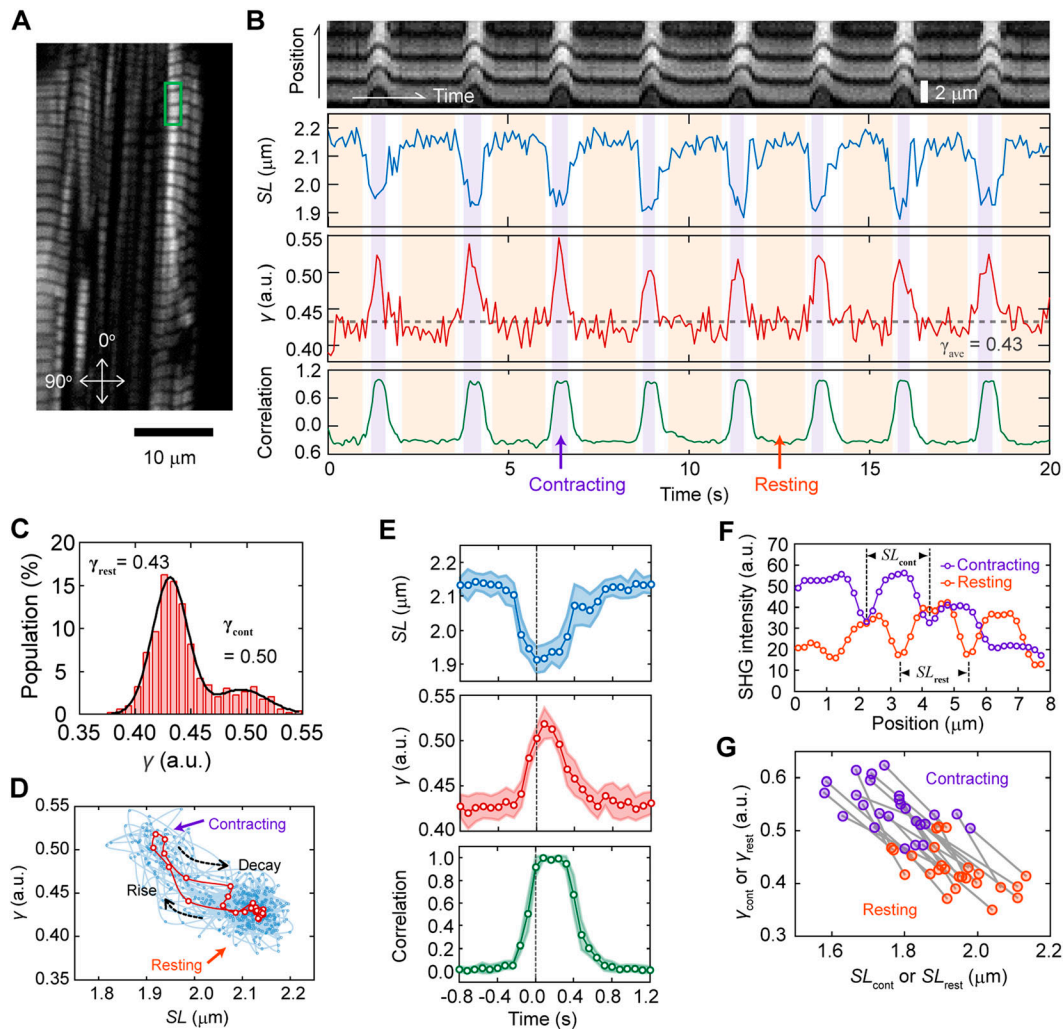 A
0°
90°
10 μm
B
Position
Time
2 μm
SL (μm)
2.2
2.1
2.0
1.9
γ (a.u.)
0.55
0.50
0.45
0.40
γave = 0.43
Correlation
1.2
0.0
0.6
0
5
10
15
20
Contracting
Time (s)
Resting
C
Population (%)
20
15
10
5
0
γrest= 0.43
γcont
= 0.50
0.35
0.40
0.45
0.50
0.55
γ (a.u.)
D
γ (a.u.)
0.55
0.50
0.45
0.40
0.35
Contracting
Decay
Rise
Resting
1.8
1.9
2.0
2.1
2.2
SL (μm)
E
SL (μm)
2.2
2.1
2.0
1.9
γ (a.u.)
0.55
0.50
0.45
0.40
Correlation
1.0
0.8
0.6
0.4
0.2
0.0
-0.8
-0.4
0.0
0.4
0.8
1.2
Time (s)
F
SHG intensity (a.u.)
70
60
50
40
30
20
10
0
SLcont
Contracting
Resting
SLrest
0
1
2
3
4
5
6
7
8
Position (μm)
G
γcont or γrest (a.u.)
0.6
0.5
0.4
0.3
Contracting
Resting
1.6
1.8
2.0
2.2
SLcont or SLrest (μm)